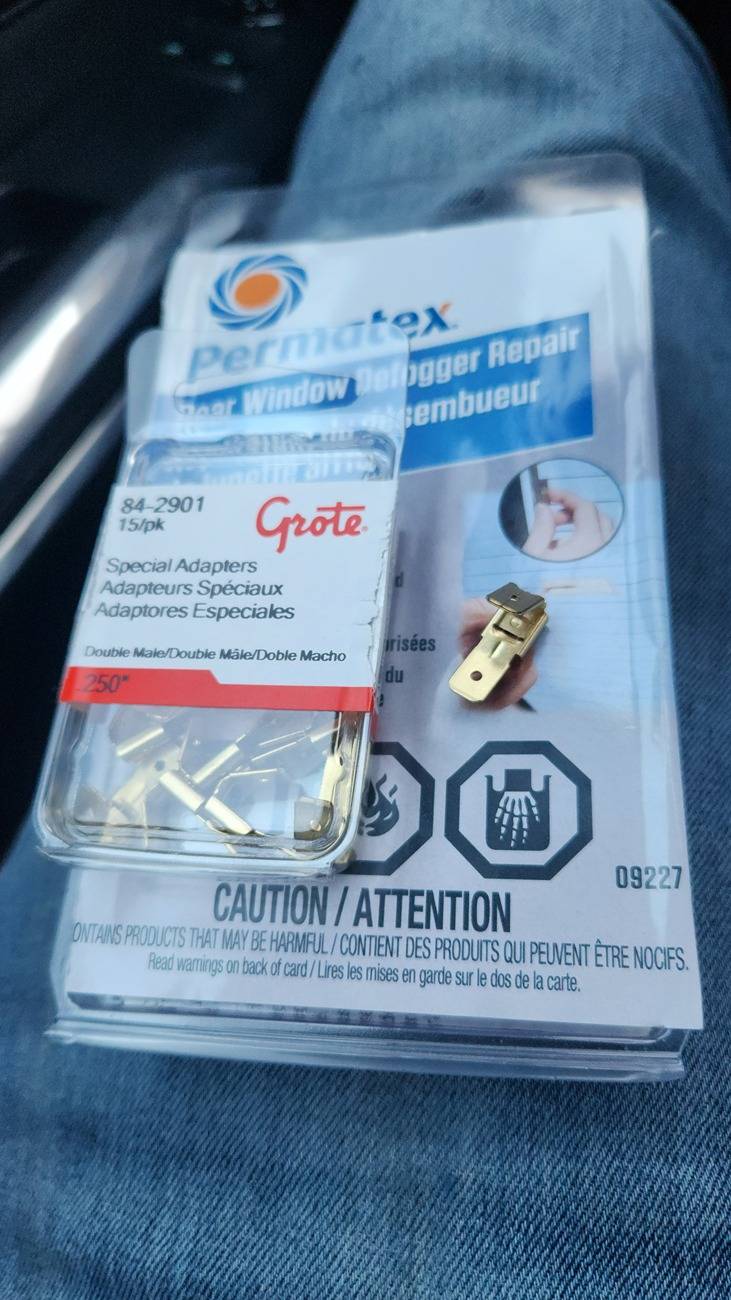 Permatex
Rear Window Defogger Repair
désembueur
84-2901
15/pk
Grote
Special Adapters
Adapteurs Spéciaux
Adaptores Especiales
Double Male/Double Mâle/Doble Macho
.250"
du
09227
CAUTION / ATTENTION
CONTAINS PRODUCTS THAT MAY BE HARMFUL / CONTIENT DES PRODUITS QUI PEUVENT ÊTRE NOCIFS.
Read warnings on back of card / Lires les mises en garde sur le dos de la carte.